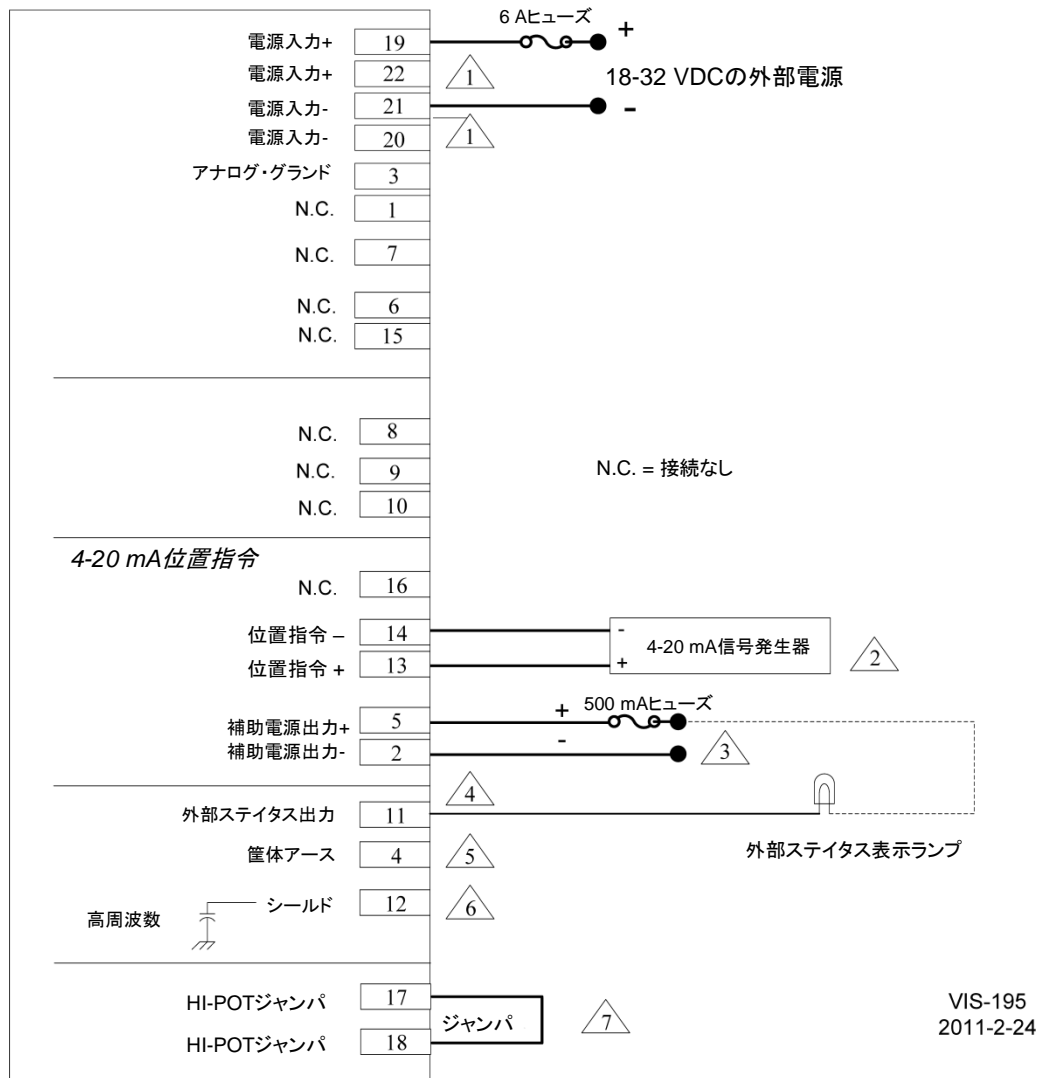 6 Aヒューズ
電源入力+ 19 +
電源入力+ 22 1 18-32 VDCの外部電源
電源入力- 21 -
電源入力- 20 1
アナログ・グランド 3
N.C. 1
N.C. 7
N.C. 6
N.C. 15
N.C. 8
N.C. 9 N.C. = 接続なし
N.C. 10
4-20 mA位置指令
N.C. 16
位置指令 – 14 - 4-20 mA信号発生器 2
位置指令 + 13 +
補助電源出力+ 5 + 500 mAヒューズ
補助電源出力- 2 - 3
4
外部ステイタス出力 11
筐体アース 4 5 外部ステイタス表示ランプ
高周波数 シールド 12 6
HI-POTジャンパ 17 ジャンパ 7
HI-POTジャンパ 18
VIS-195
2011-2-24